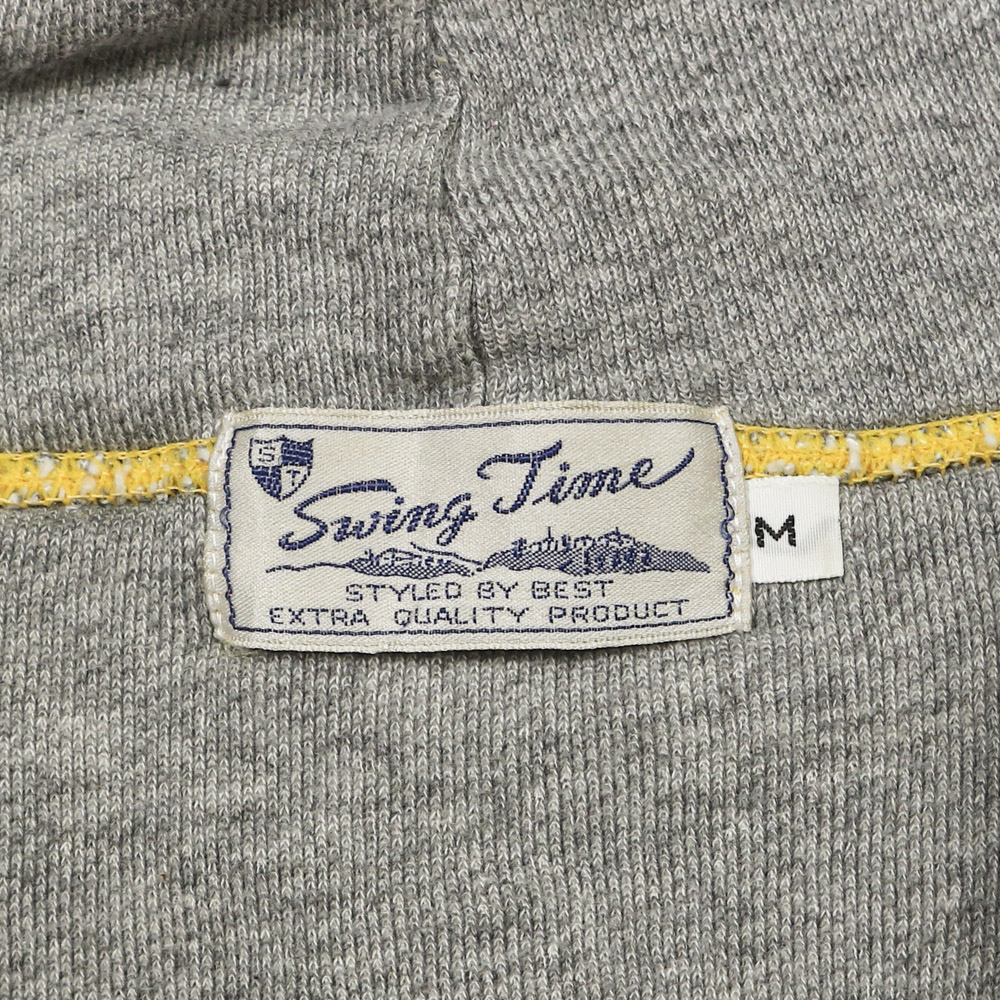 S T
Swing Time
STYLED BY BEST
EXTRA QUALITY PRODUCT
M